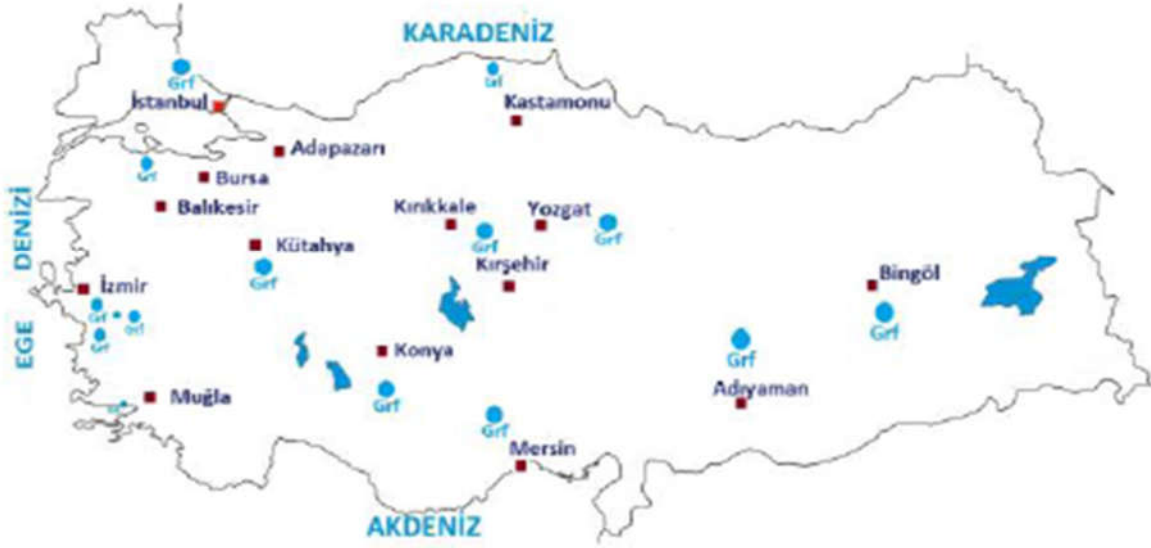 KARADENİZ
Grf
Grf
İstanbul
Kastamonu
Adapazarı
Grf
Bursa
Balıkesir
Kırıkkale
Yozgat
Grf
Grf
Kütahya
Kırşehir
Grf
Bingöl
İzmir
Grf
Grf
Grf
Grf
Konya
Grf
Adıyaman
Grf
Muğla
Grf
Mersin
AKDENİZ
EGE DENİZİ